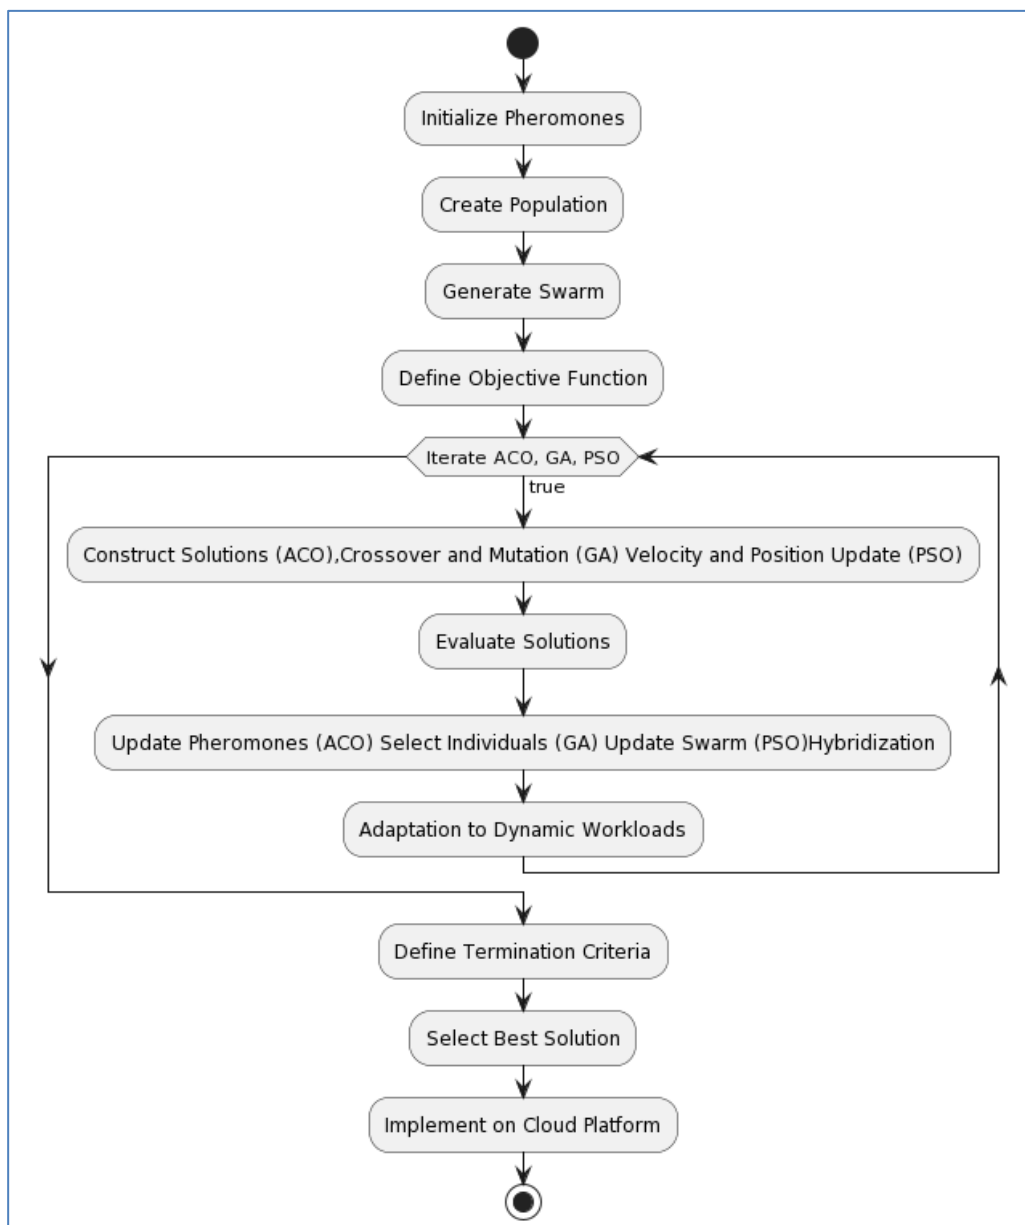 Initialize Pheromones
Create Population
Generate Swarm
Define Objective Function
Iterate ACO, GA, PSO
true
Construct Solutions (ACO),Crossover and Mutation (GA) Velocity and Position Update (PSO)
Evaluate Solutions
Update Pheromones (ACO) Select Individuals (GA) Update Swarm (PSO)Hybridization
Adaptation to Dynamic Workloads
Define Termination Criteria
Select Best Solution
Implement on Cloud Platform